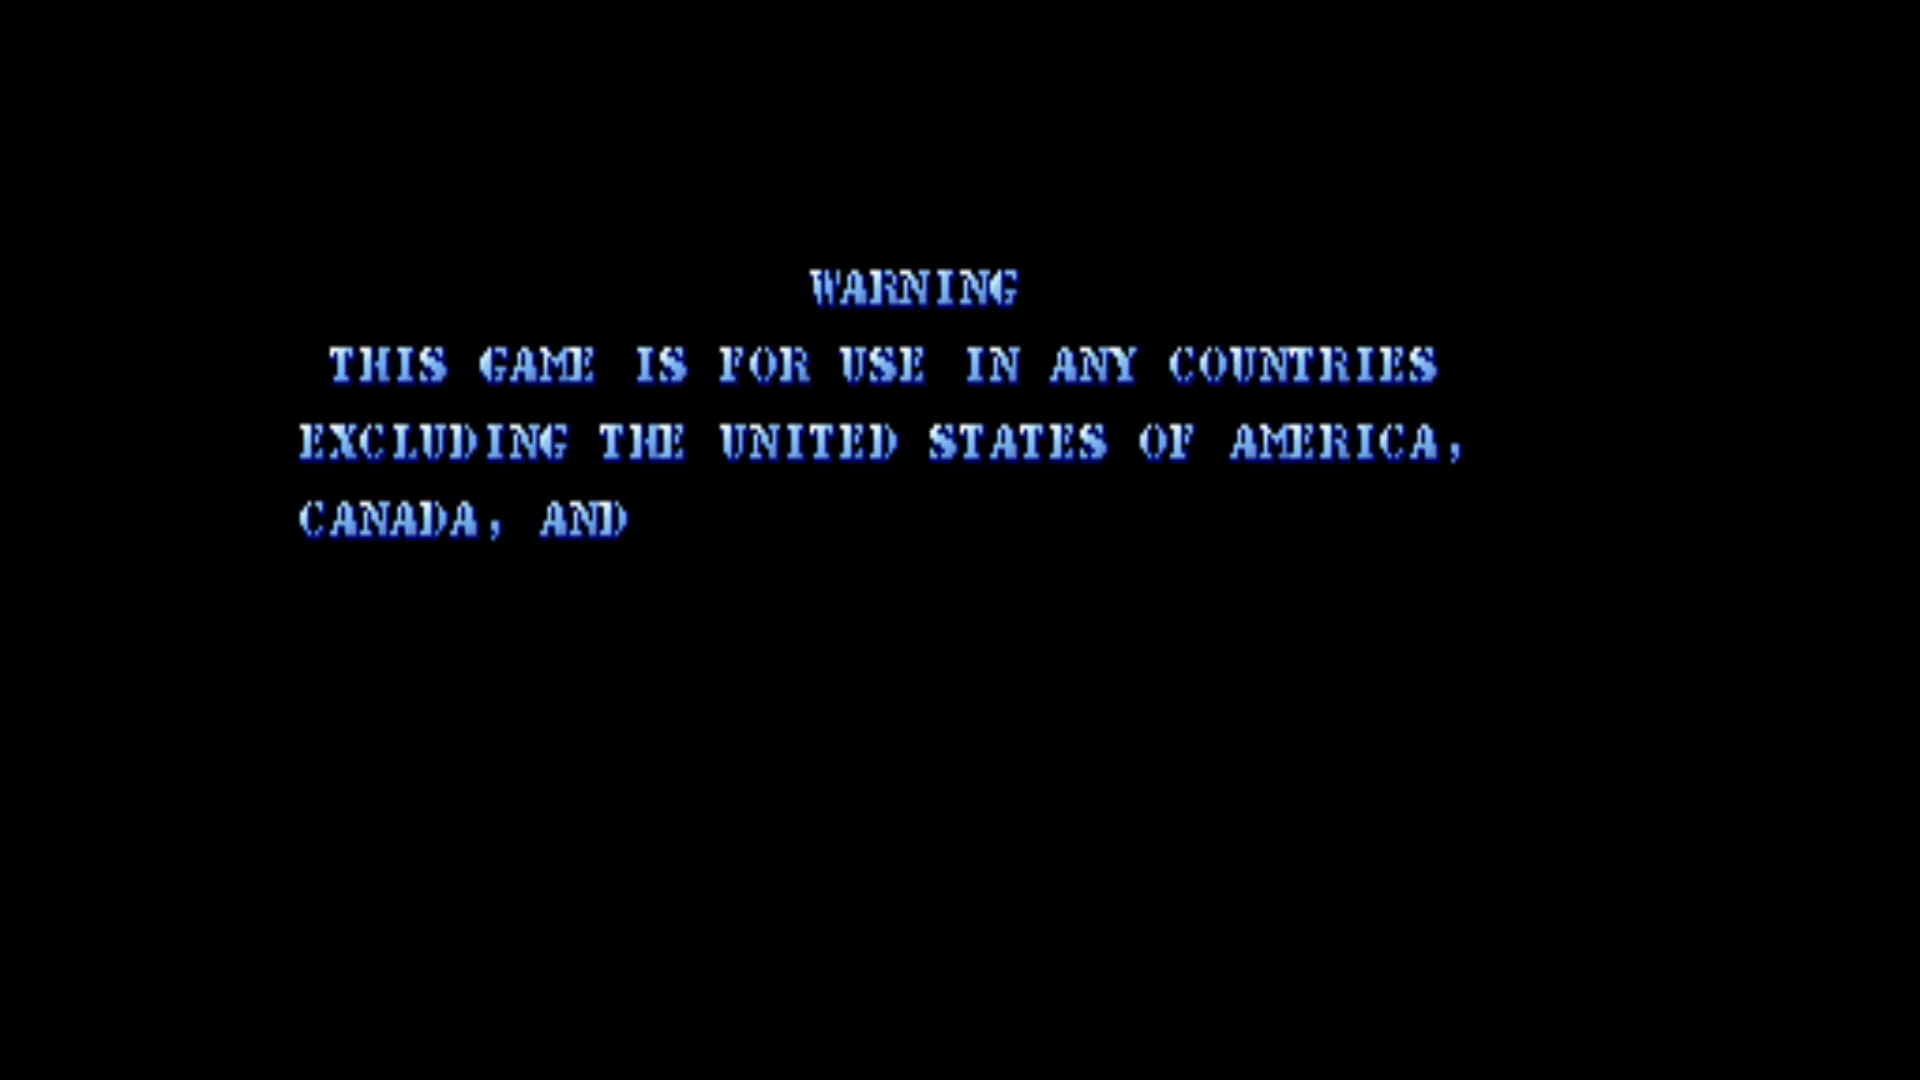 WARNING
THIS GAME IS FOR USE IN ANY COUNTRIES
EXCLUDING THE UNITED STATES OF AMERICA,
CANADA, AND